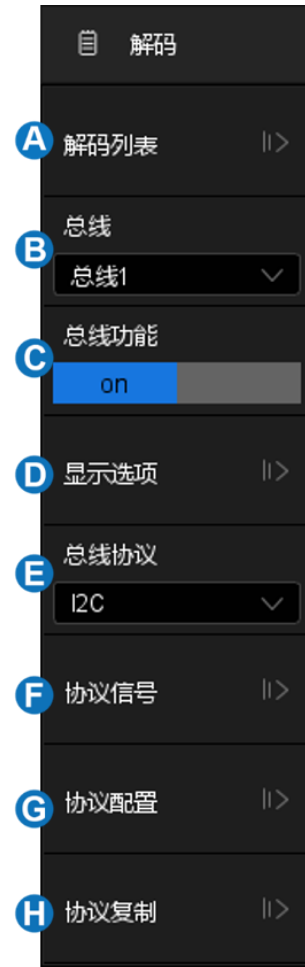 解码
A 解码列表
B 总线
总线1
C 总线功能
on
D 显示选项
E 总线协议
I2C
F 协议信号
G 协议配置
H 协议复制